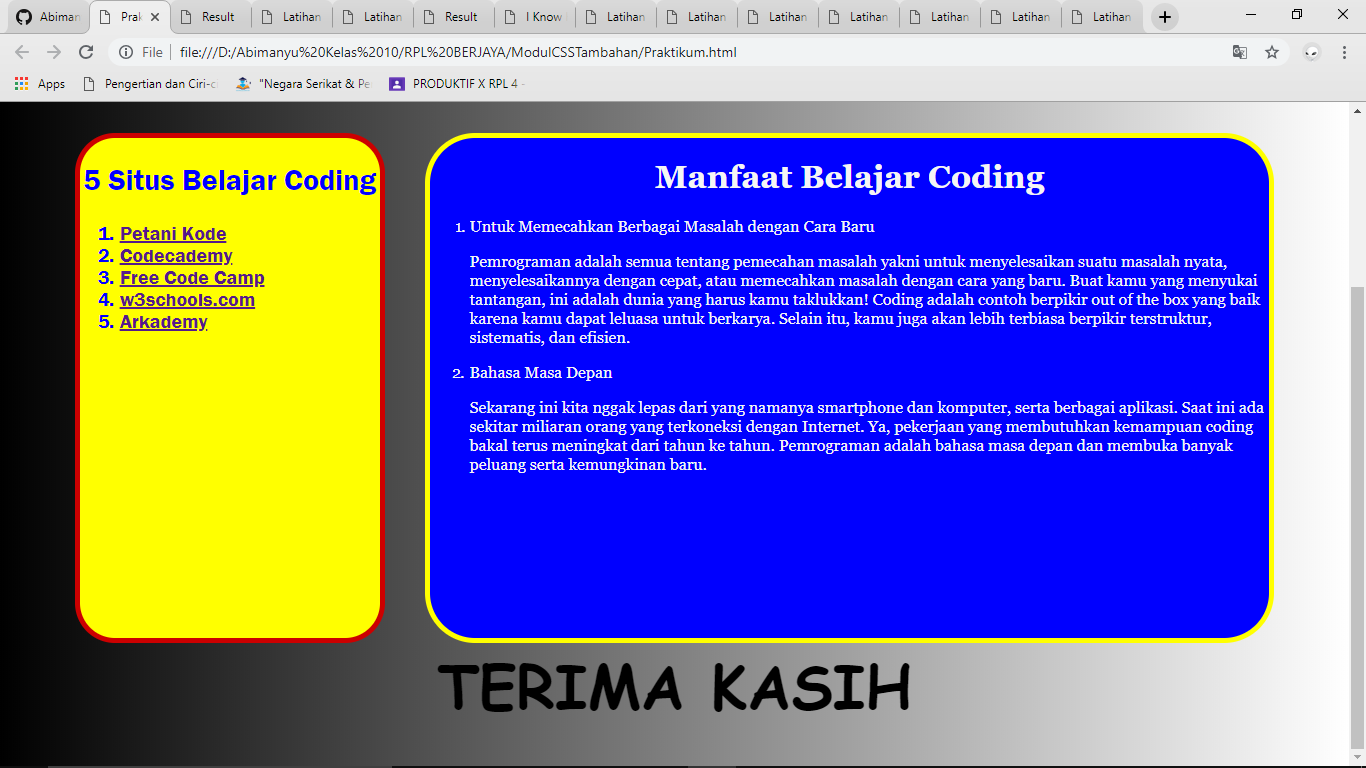 Abiman
Prak
Result
Latihan
Latihan
Result
I Know
Latihan
Latihan
Latihan
Latihan
Latihan
Latihan
Latihan
File
file:///D:/Abimanyu%20Kelas%2010/RPL%20BERJAYA/ModulCSSTambahan/Praktikum.html
Apps
Pengertian dan Ciri-c
"Negara Serikat & Pe
PRODUKTIF X RPL 4 -
5 Situs Belajar Coding
1. Petani Kode
2. Codecademy
3. Free Code Camp
4. w3schools.com
5. Arkademy
Manfaat Belajar Coding
1. Untuk Memecahkan Berbagai Masalah dengan Cara Baru
Pemrograman adalah semua tentang pemecahan masalah yakni untuk menyelesaikan suatu masalah nyata,
menyelesaikannya dengan cepat, atau memecahkan masalah dengan cara yang baru. Buat kamu yang menyukai
tantangan, ini adalah dunia yang harus kamu taklukkan! Coding adalah contoh berpikir out of the box yang baik
karena kamu dapat leluasa untuk berkarya. Selain itu, kamu juga akan lebih terbiasa berpikir terstruktur,
sistematis, dan efisien.
2. Bahasa Masa Depan
Sekarang ini kita nggak lepas dari yang namanya smartphone dan komputer, serta berbagai aplikasi. Saat ini ada
sekitar miliaran orang yang terkoneksi dengan Internet. Ya, pekerjaan yang membutuhkan kemampuan coding
bakal terus meningkat dari tahun ke tahun. Pemrograman adalah bahasa masa depan dan membuka banyak
peluang serta kemungkinan baru.
TERIMA KASIH